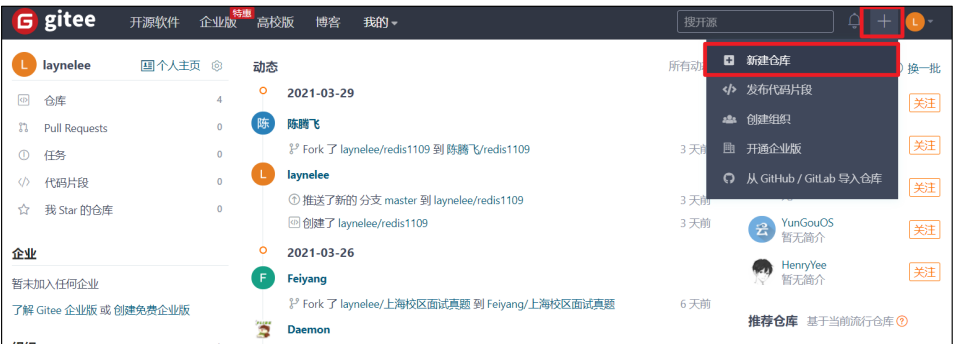 G gitee 开源软件 企业版 特惠 高校版 博客 我的 搜开源 L
L laynelee 个人主页
仓库 4
Pull Requests 0
任务 0
代码片段 0
我 Star 的仓库 0
企业
暂未加入任何企业
了解 Gitee 企业版 或 创建免费企业版
动态 所有动
2021-03-29
陈 陈腾飞
Fork 了 laynelee/redis1109 到 陈腾飞/redis1109 3 天前
L laynelee
推送了新的 分支 master 到 laynelee/redis1109 3 天前
创建了 laynelee/redis1109 3 天前
2021-03-26
F Feiyang
Fork 了 laynelee/上海校区面试真题 到 Feiyang/上海校区面试真题 6 天前
Daemon
新建仓库
发布代码片段
创建组织
开通企业版
从 GitHub / GitLab 导入仓库
换一批
关注
关注
关注
云 YunGouOS 关注
暂无简介
HenryYee 关注
暂无简介
推荐仓库 基于当前流行仓库